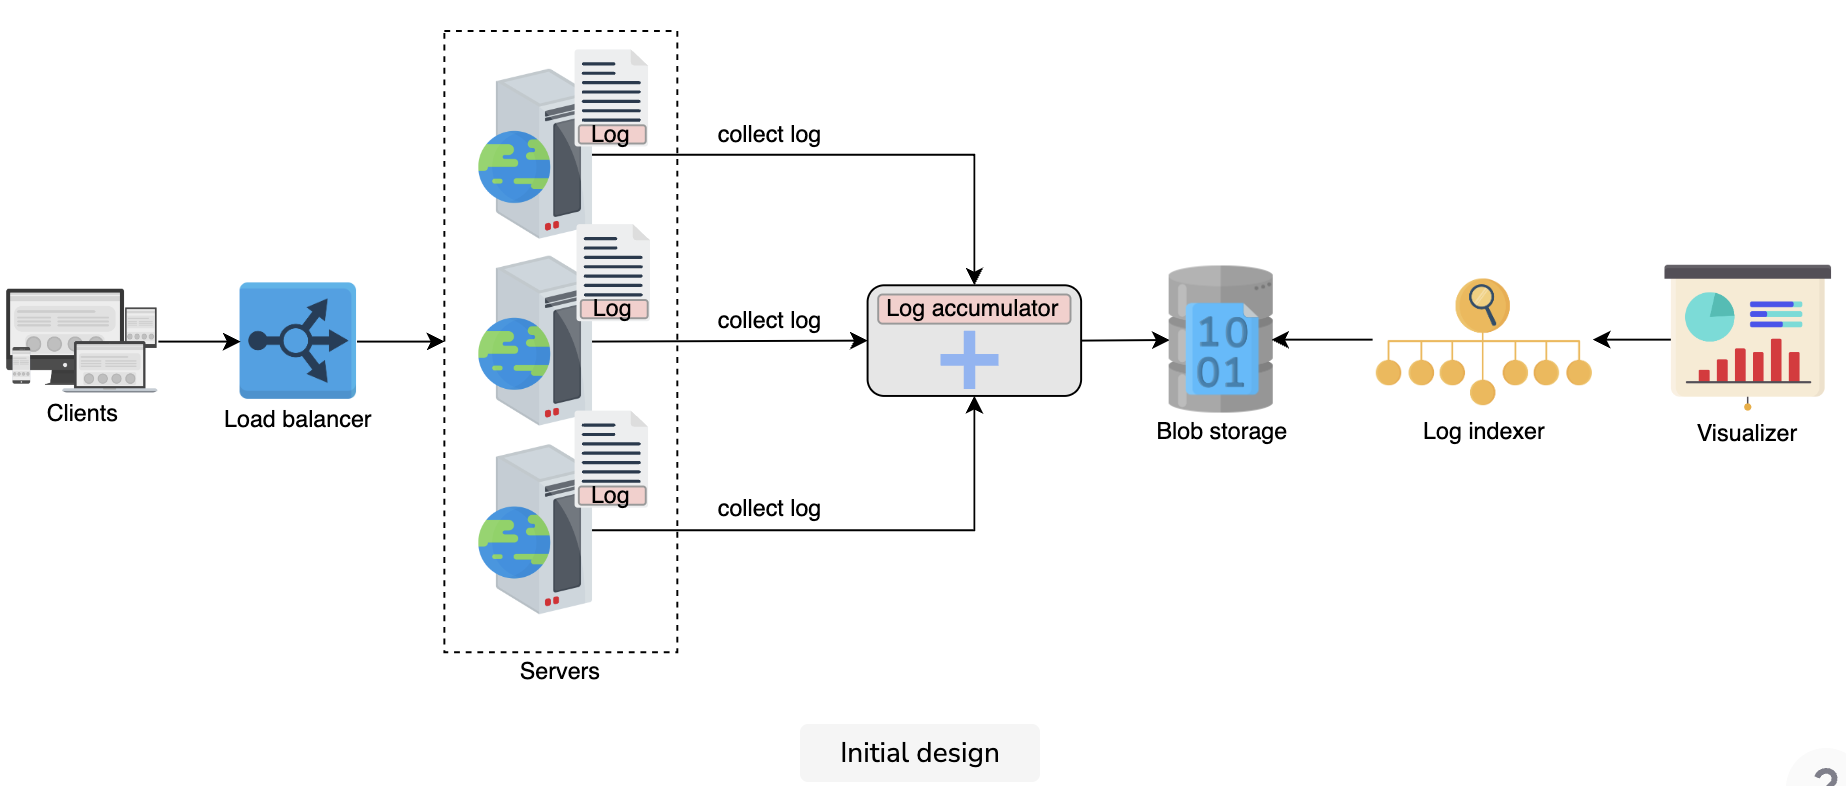 Log
collect log
Log
collect log
Log accumulator
10
01
Log
collect log
Clients
Load balancer
Blob storage
Log indexer
Visualizer
Servers
Initial design
?